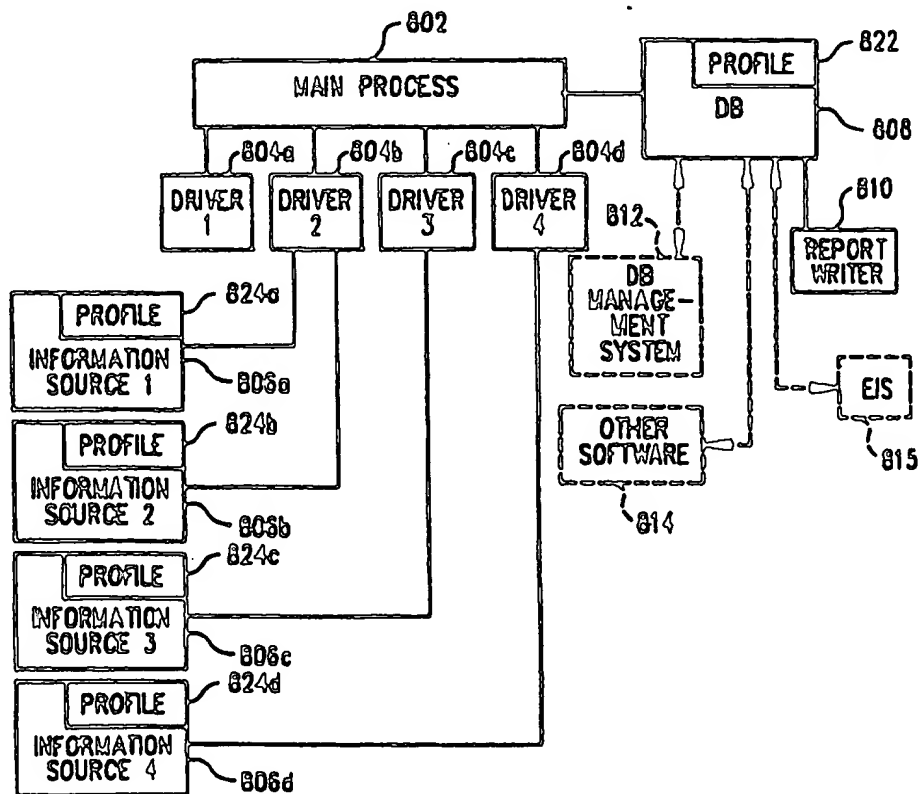 802
MAIN PROCESS
PROFILE
822
DB
808
804a
804b
804c
804d
DRIVER
1
DRIVER
2
DRIVER
3
DRIVER
4
812
810
REPORT
WRITER
DB
MANAGE-
MENT
SYSTEM
824a
PROFILE
INFORMATION
SOURCE 1
806a
EIS
815
OTHER
SOFTWARE
814
824b
PROFILE
INFORMATION
SOURCE 2
806b
824c
PROFILE
INFORMATION
SOURCE 3
806c
824d
PROFILE
INFORMATION
SOURCE 4
806d